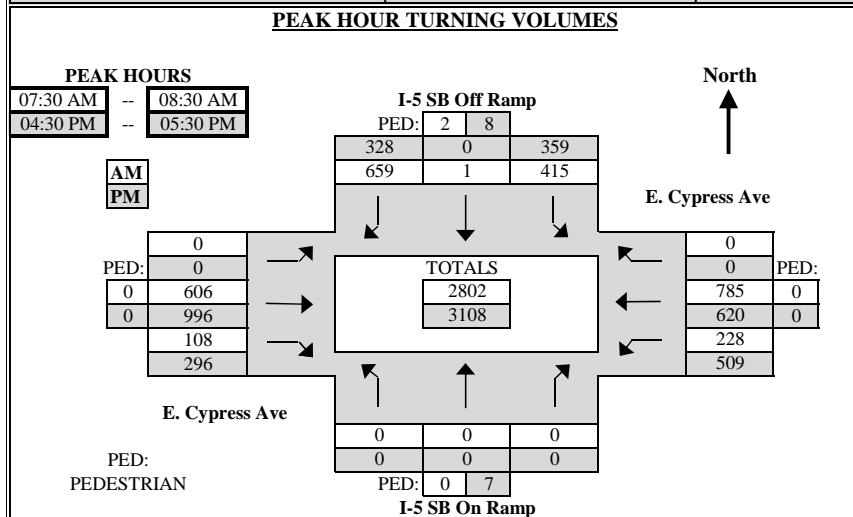 PEAK HOUR TURNING VOLUMES
PEAK HOURS
North
07:30 AM -- 08:30 AM
I-5 SB Off Ramp
04:30 PM -- 05:30 PM
PED: 2 8
328 0 359
AM
659 1 415
PM
E. Cypress Ave
0
0
PED: 0
TOTALS
0 PED:
0 606
2802
785 0
0 996
3108
620 0
108
228
296
509
E. Cypress Ave
0 0 0
PED:
0 0 0
PEDESTRIAN
PED: 0 7
I-5 SB On Ramp